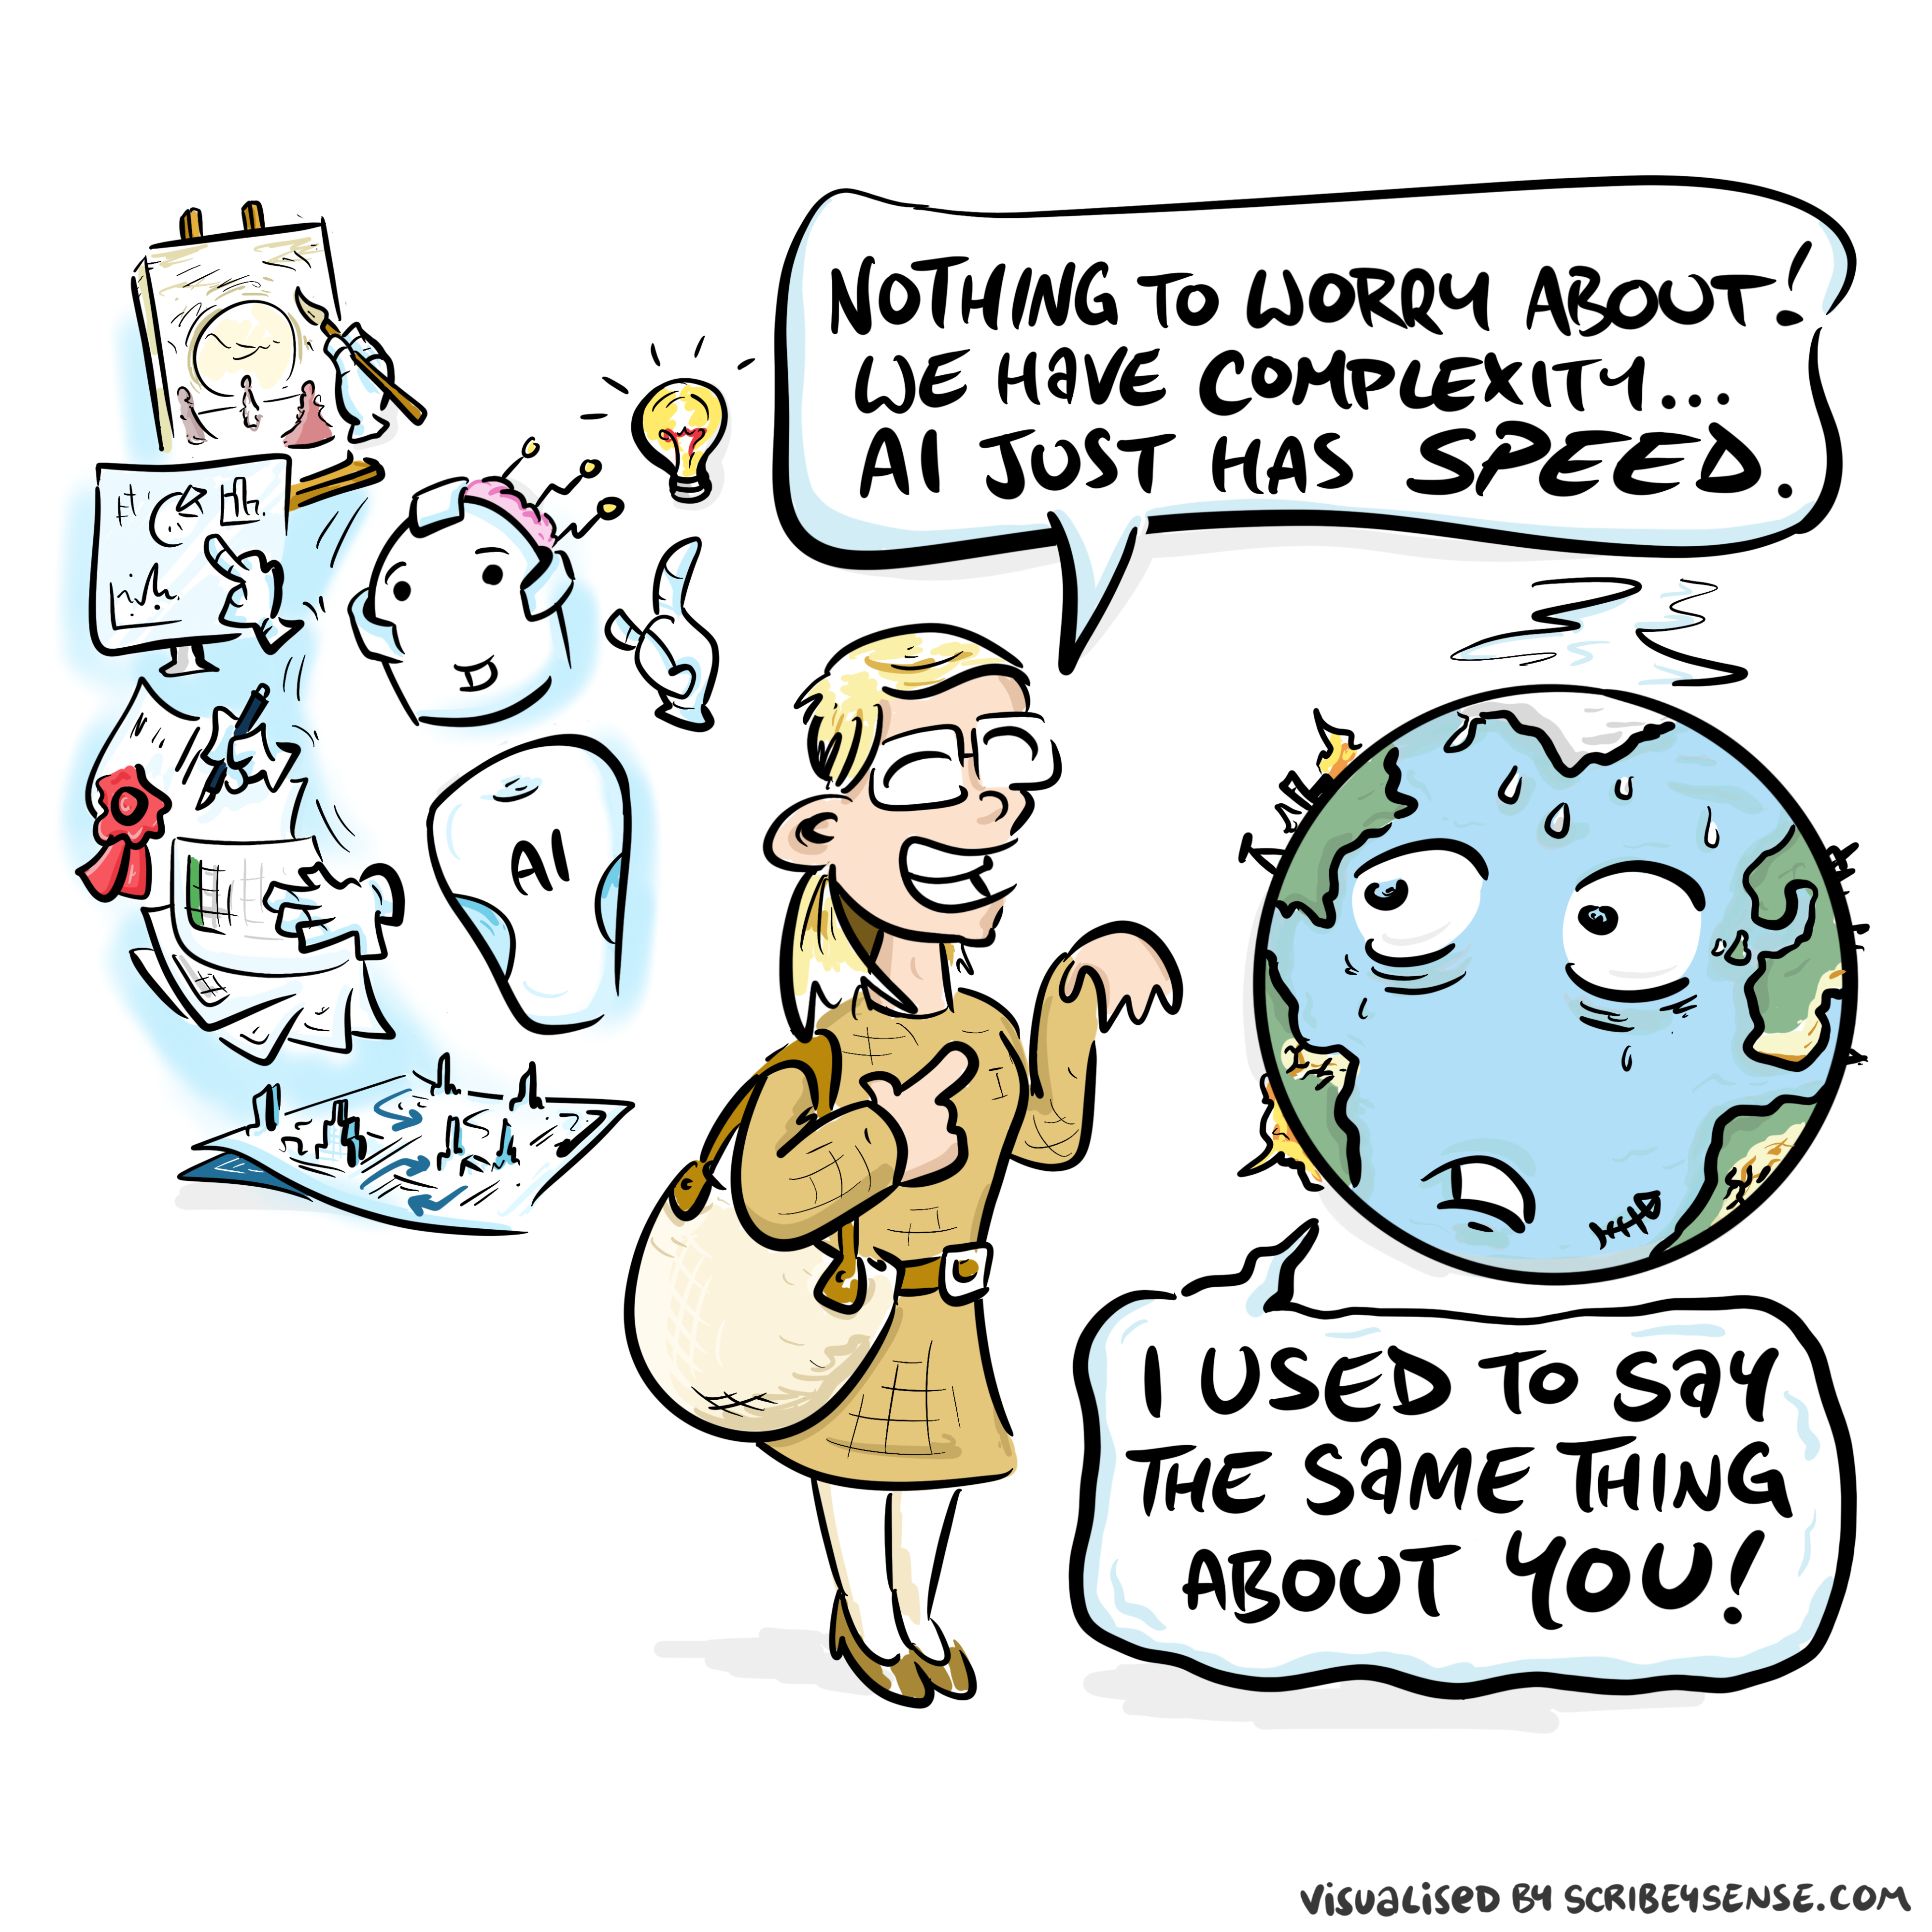 NOTHING TO WORRY ABOUT!
WE HAVE COMPLEXITY...
AI JUST HAS SPEED.
AI
I USED TO SAY
THE SAME THING
ABOUT YOU!
VISUALISED BY SCRIBEYSENSE.COM